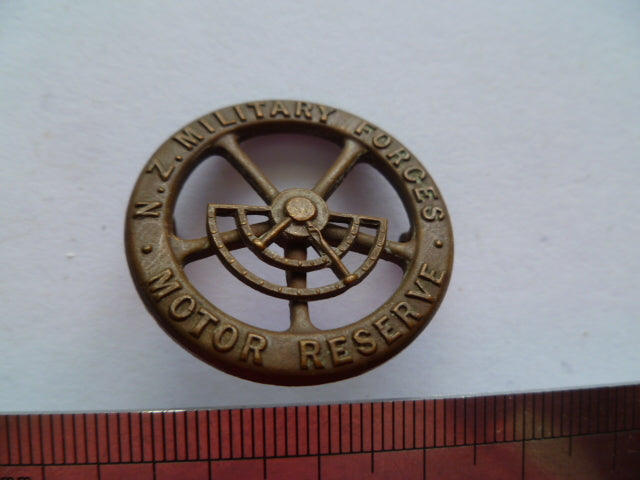 N.Z. MILITARY FORCES
MOTOR RESERVE